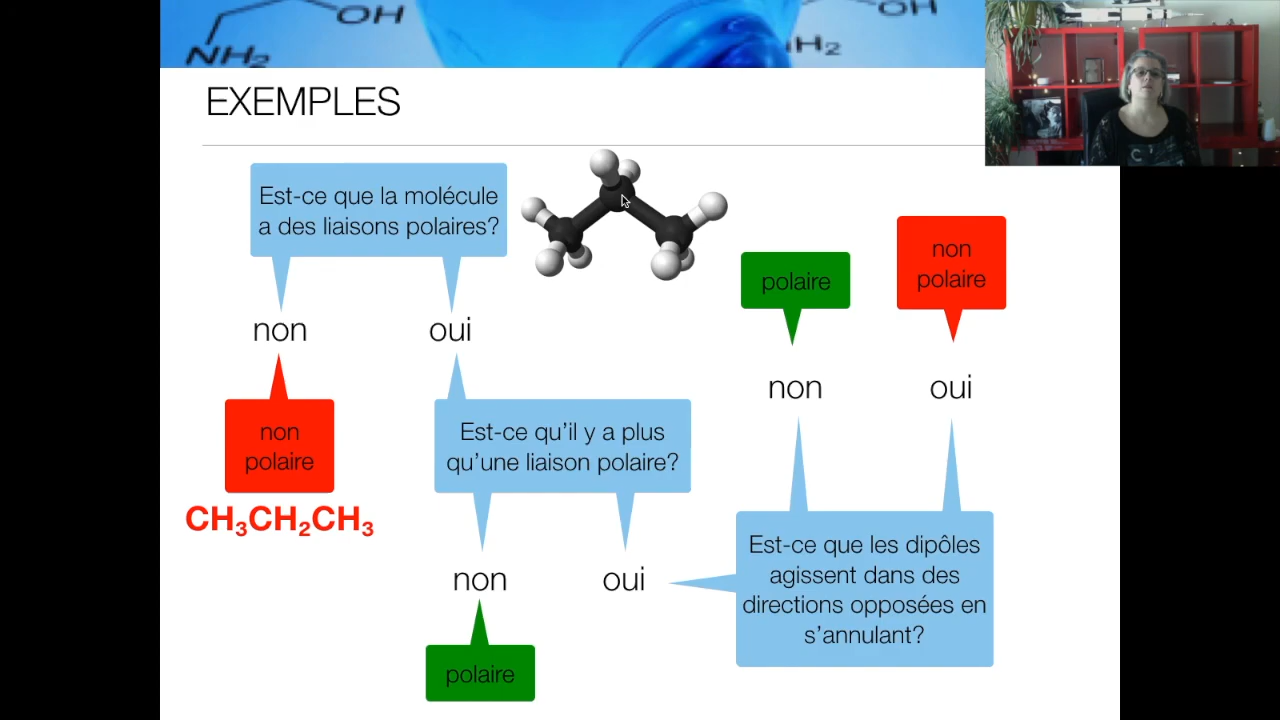 OH
NH₂
OH
NH₂
EXEMPLES
Est-ce que la molécule
a des liaisons polaires?
non
oui
non
polaire
CH₃CH₂CH₃
Est-ce qu'il y a plus
qu'une liaison polaire?
non
oui
polaire
Est-ce que les dipôles
agissent dans des
directions opposées en
s'annulant?
non
oui
polaire
non
polaire